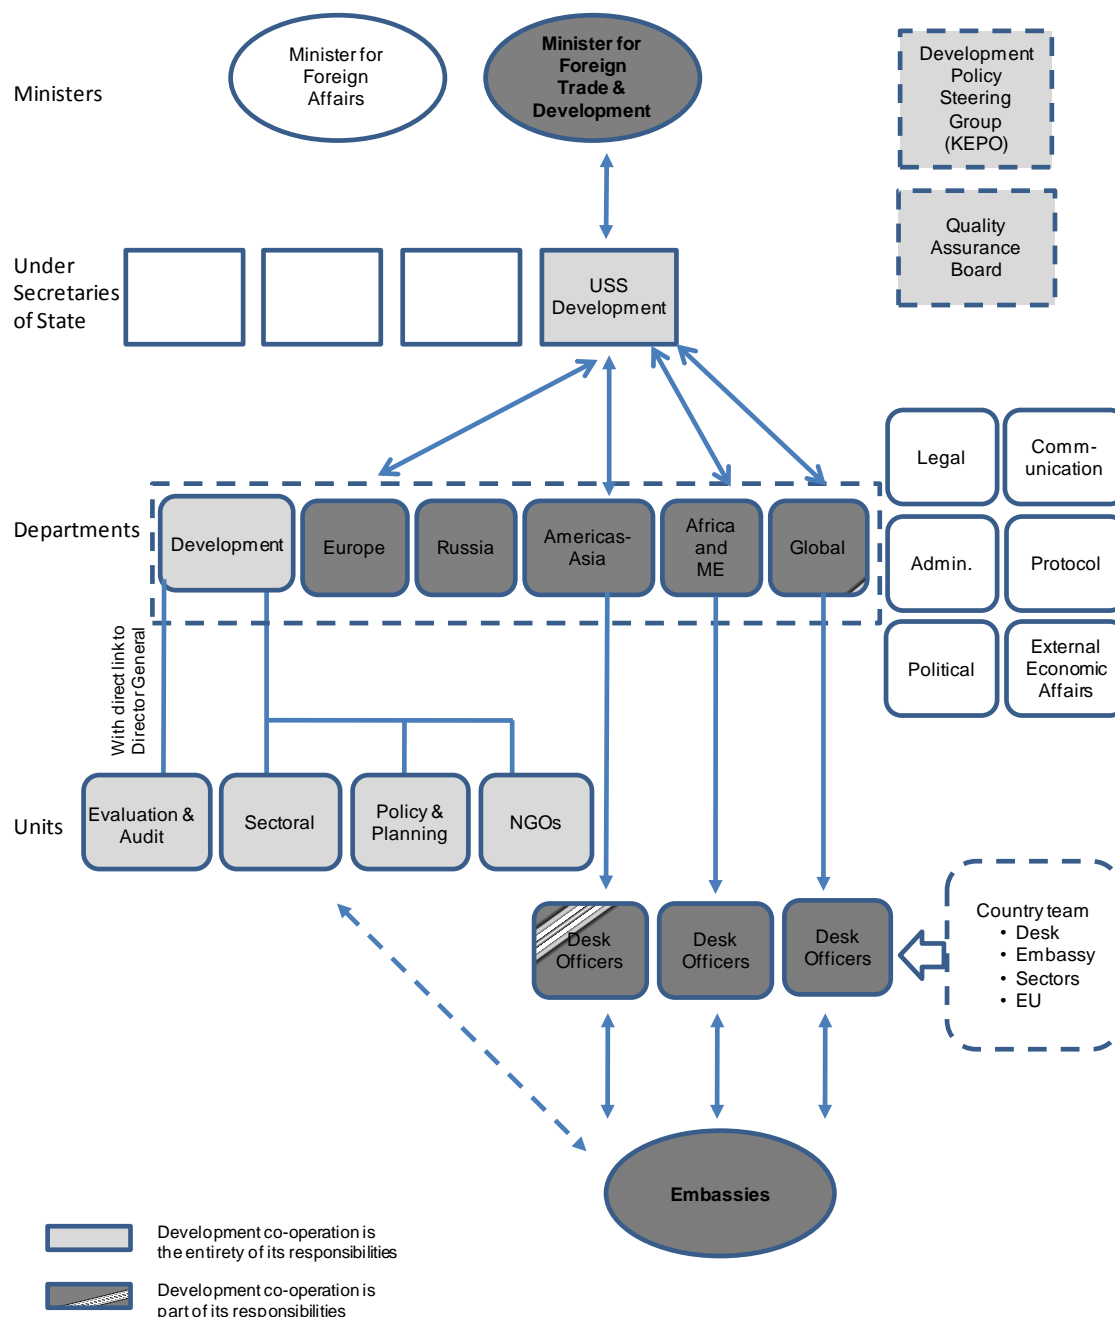 Ministers
Minister for
Foreign
Affairs
Minister for
Foreign
Trade &
Development
Development
Policy
Steering
Group
(KEPO)
Quality
Assurance
Board
Under
Secretaries
of State
USS
Development
Legal
Comm-
unication
Departments
Development
Europe
Russia
Americas-
Asia
Africa
and
ME
Global
Admin.
Protocol
Political
External
Economic
Affairs
With direct link to
Director General
Units
Evaluation &
Audit
Sectoral
Policy &
Planning
NGOs
Desk
Officers
Desk
Officers
Desk
Officers
Country team
• Desk
• Embassy
• Sectors
• EU
Embassies
Development co-operation is
the entirety of its responsibilities
Development co-operation is
part of its responsibilities